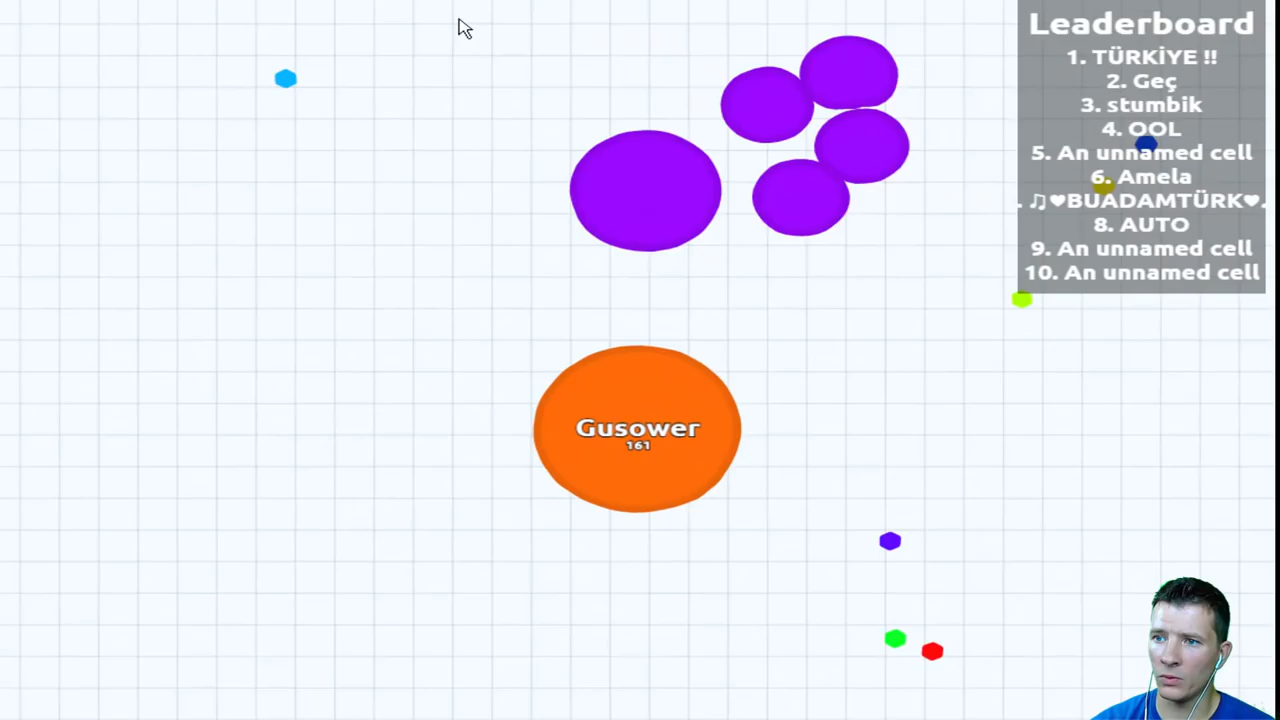 Leaderboard
1. TÜRKİYE !!
2. Geç
3. stumbik
4. OOL
5. An unnamed cell
6. Amela
. ♫♥BUADAMTÜRK♥.
8. AUTO
9. An unnamed cell
10. An unnamed cell
Gusower
161